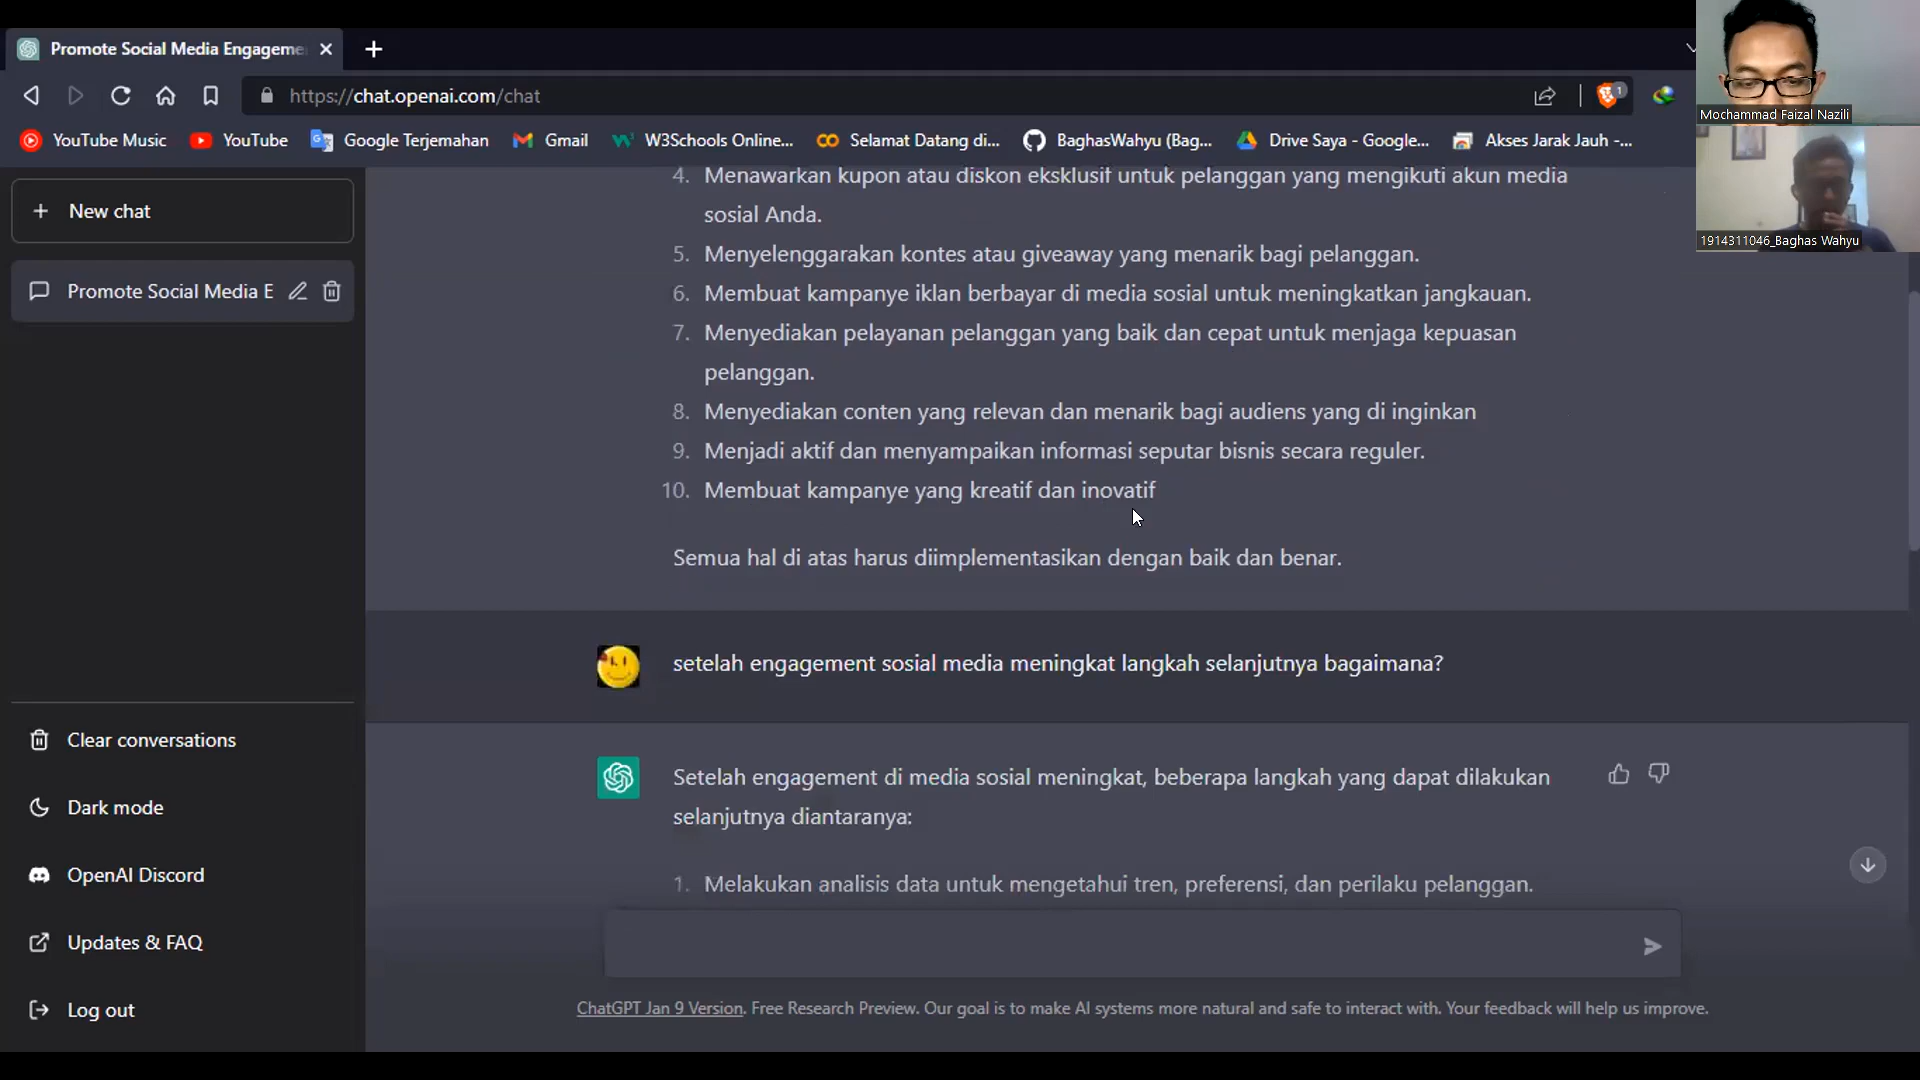 Promote Social Media Engageme
https://chat.openai.com/chat
1
YouTube Music
YouTube
Google Terjemahan
Gmail
W3Schools Online...
Selamat Datang di...
BaghasWahyu (Bag...
Drive Saya - Google...
Akses Jarak Jauh -...
Mochammad Faizal Nazili
1914311046_Baghas Wahyu
New chat
Promote Social Media E
Clear conversations
Dark mode
OpenAI Discord
Updates & FAQ
Log out
4. Menawarkan kupon atau diskon eksklusif untuk pelanggan yang mengikuti akun media
sosial Anda.
5. Menyelenggarakan kontes atau giveaway yang menarik bagi pelanggan.
6. Membuat kampanye iklan berbayar di media sosial untuk meningkatkan jangkauan.
7. Menyediakan pelayanan pelanggan yang baik dan cepat untuk menjaga kepuasan
pelanggan.
8. Menyediakan conten yang relevan dan menarik bagi audiens yang di inginkan
9. Menjadi aktif dan menyampaikan informasi seputar bisnis secara reguler.
10. Membuat kampanye yang kreatif dan inovatif
Semua hal di atas harus diimplementasikan dengan baik dan benar.
setelah engagement sosial media meningkat langkah selanjutnya bagaimana?
Setelah engagement di media sosial meningkat, beberapa langkah yang dapat dilakukan
selanjutnya diantaranya:
1. Melakukan analisis data untuk mengetahui tren, preferensi, dan perilaku pelanggan.
ChatGPT Jan 9 Version. Free Research Preview. Our goal is to make AI systems more natural and safe to interact with. Your feedback will help us improve.